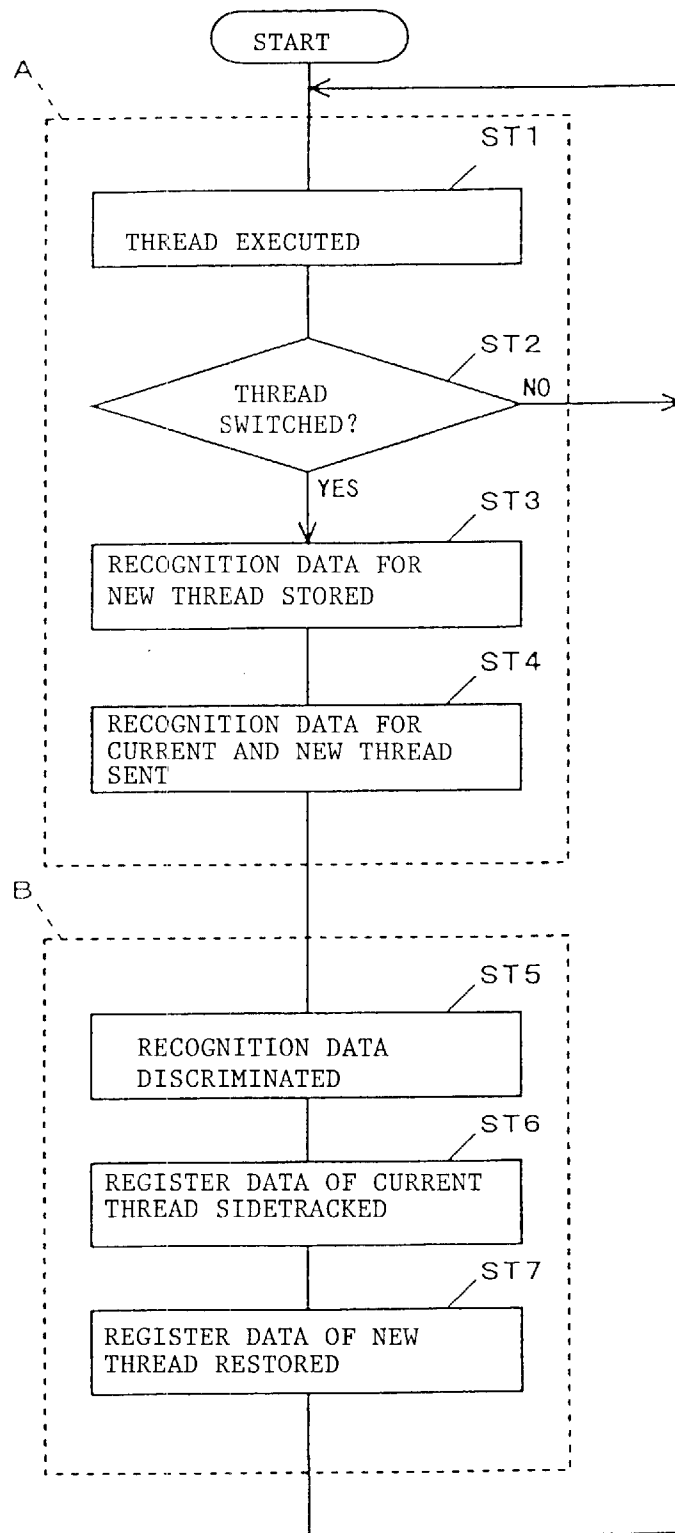 START
A
ST1
THREAD EXECUTED
ST2
THREAD
SWITCHED?
NO
YES
ST3
RECOGNITION DATA FOR
NEW THREAD STORED
ST4
RECOGNITION DATA FOR
CURRENT AND NEW THREAD
SENT
B
ST5
RECOGNITION DATA
DISCRIMINATED
ST6
REGISTER DATA OF CURRENT
THREAD SIDETRACKED
ST7
REGISTER DATA OF NEW
THREAD RESTORED